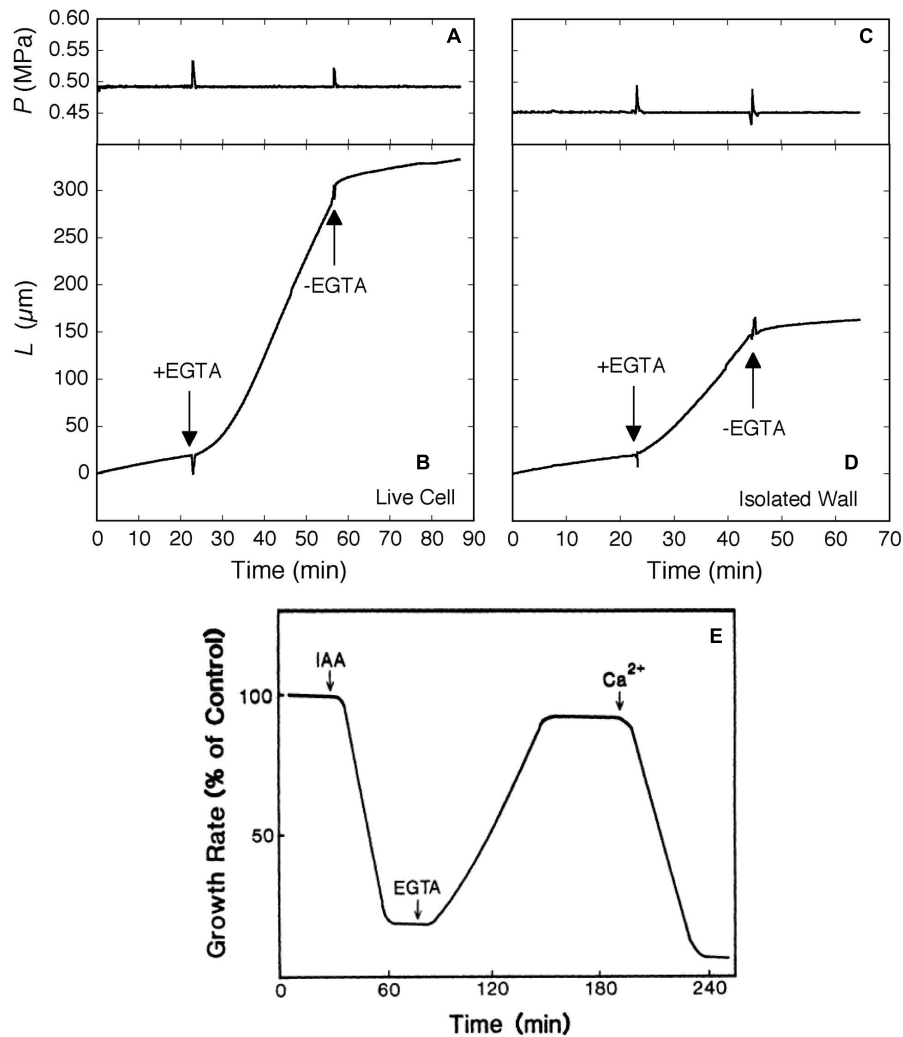 A
C
0.60
0.55
0.50
0.45
P (MPa)
300
250
200
150
100
50
0
L (µm)
+EGTA
-EGTA
B
Live Cell
0 10 20 30 40 50 60 70 80 90
Time (min)
+EGTA
-EGTA
D
Isolated Wall
0 10 20 30 40 50 60 70
Time (min)
E
IAA
Ca2+
100
50
EGTA
Growth Rate (% of Control)
0 60 120 180 240
Time (min)